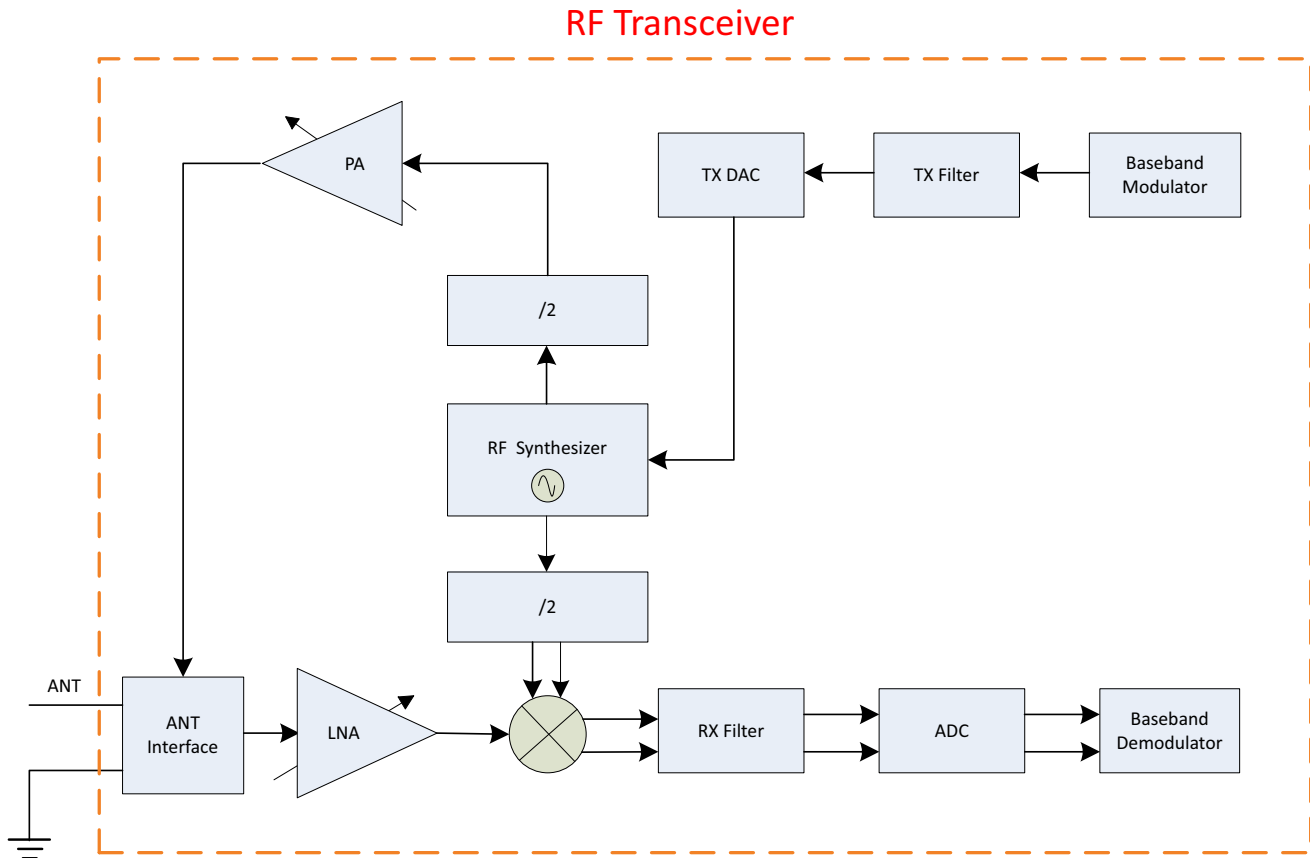 RF Transceiver
PA
TX DAC
TX Filter
Baseband
Modulator
/2
RF Synthesizer
/2
ANT
ANT
Interface
LNA
RX Filter
ADC
Baseband
Demodulator